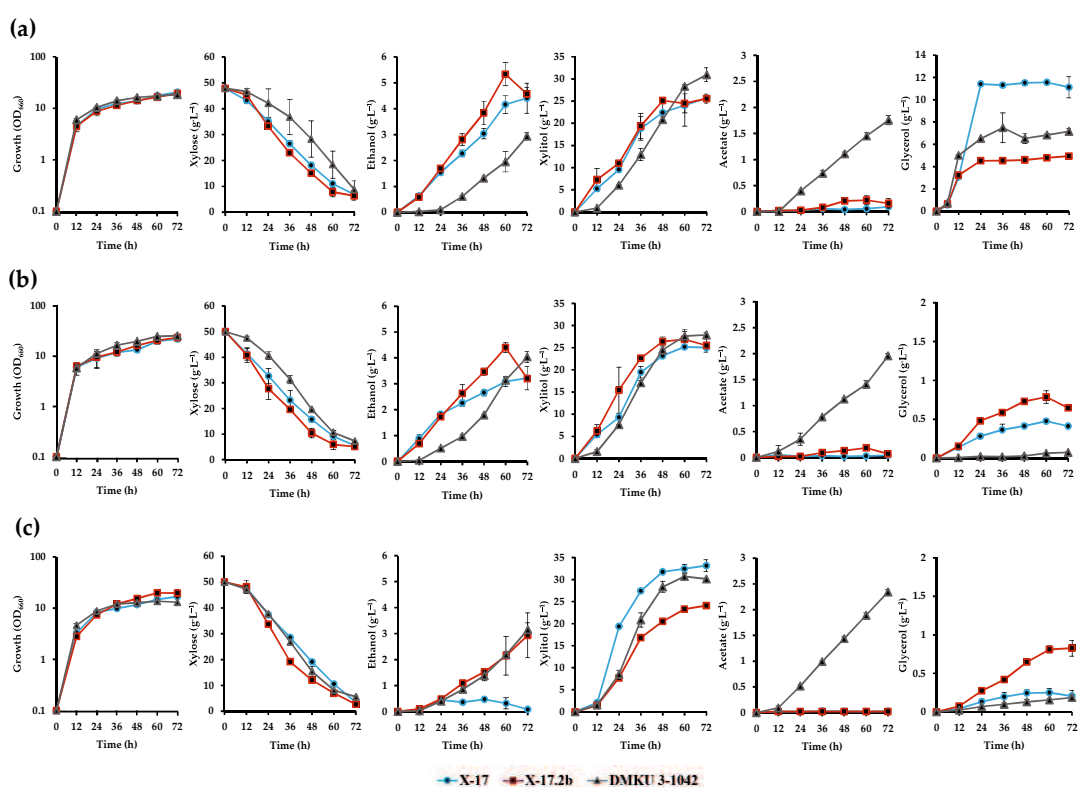 (a)
Growth (OD660)
100
10
1
0.1
0 12 24 36 48 60 72
Time (h)
Xylose (g·L–1)
60
50
40
30
20
10
0
0 12 24 36 48 60 72
Time (h)
Ethanol (g·L–1)
6
5
4
3
2
1
0
0 12 24 36 48 60 72
Time (h)
Xylitol (g·L–1)
35
30
25
20
15
10
5
0
0 12 24 36 48 60 72
Time (h)
Acetate (g·L–1)
3
2.5
2
1.5
1
0.5
0
0 12 24 36 48 60 72
Time (h)
Glycerol (g·L–1)
14
12
10
8
6
4
2
0
0 12 24 36 48 60 72
Time (h)
(b)
Growth (OD660)
100
10
1
0.1
0 12 24 36 48 60 72
Time (h)
Xylose (g·L–1)
60
50
40
30
20
10
0
0 12 24 36 48 60 72
Time (h)
Ethanol (g·L–1)
6
5
4
3
2
1
0
0 12 24 36 48 60 72
Time (h)
Xylitol (g·L–1)
35
30
25
20
15
10
5
0
0 12 24 36 48 60 72
Time (h)
Acetate (g·L–1)
3
2.5
2
1.5
1
0.5
0
0 12 24 36 48 60 72
Time (h)
Glycerol (g·L–1)
2
1.5
1
0.5
0
0 12 24 36 48 60 72
Time (h)
(c)
Growth (OD660)
100
10
1
0.1
0 12 24 36 48 60 72
Time (h)
Xylose (g·L–1)
60
50
40
30
20
10
0
0 12 24 36 48 60 72
Time (h)
Ethanol (g·L–1)
6
5
4
3
2
1
0
0 12 24 36 48 60 72
Time (h)
Xylitol (g·L–1)
35
30
25
20
15
10
5
0
0 12 24 36 48 60 72
Time (h)
Acetate (g·L–1)
3
2.5
2
1.5
1
0.5
0
0 12 24 36 48 60 72
Time (h)
Glycerol (g·L–1)
2
1.5
1
0.5
0
0 12 24 36 48 60 72
Time (h)
X-17 X-17.2b DMKU 3-1042